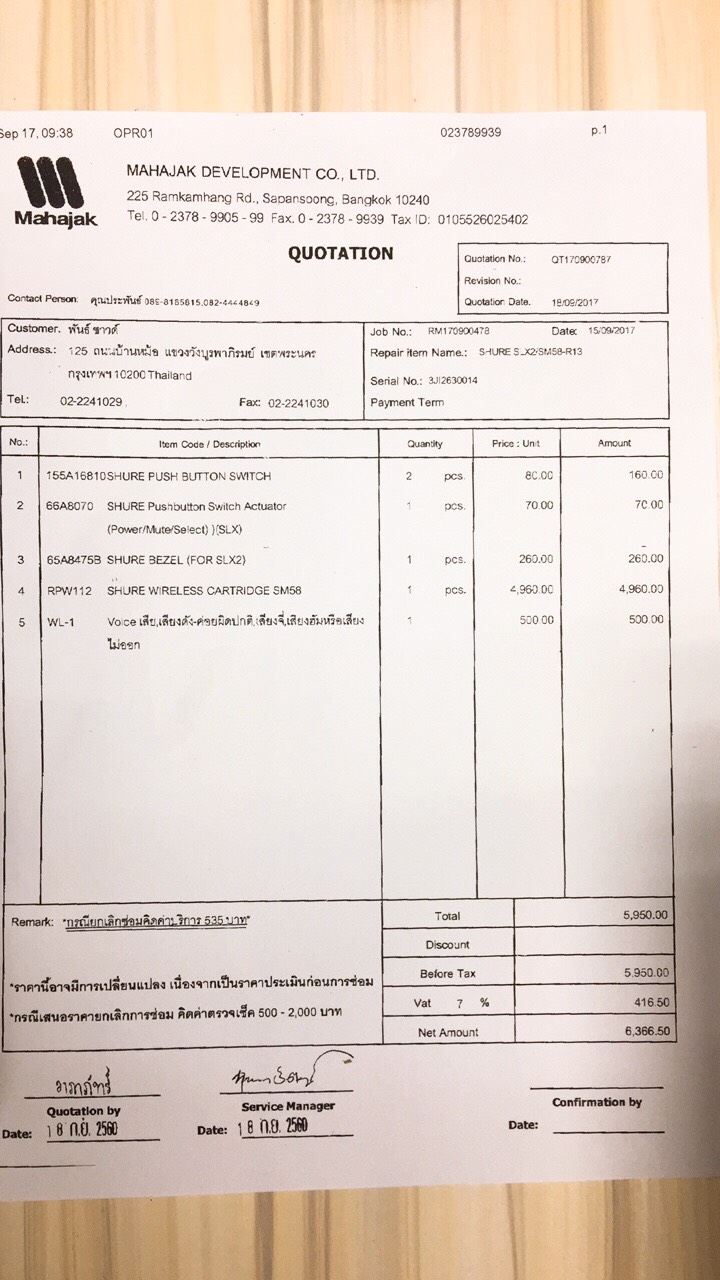 Sep 17, 09:38 OPR01 023789939 p.1
Mahajak
MAHAJAK DEVELOPMENT CO., LTD.
225 Ramkamhang Rd., Sapansoong, Bangkok 10240
Tel. 0 - 2378 - 9905 - 99 Fax. 0 - 2378 - 9939 Tax ID: 0105526025402
QUOTATION
Quotation No.: QT170900787
Revision No.:
Quotation Date. 18/09/2017
Contact Person: คุณประพันธ์ 086-8155815,082-4444849
Customer. พันธ์ ซาวด์
Address.: 125 ถนนบ้านหม้อ แขวงวังบูรพาภิรมย์ เขตพระนคร
กรุงเทพฯ 10200 Thailand
Tel.: 02-2241029 Fax: 02-2241030
Job No.: RM170900478 Date: 15/09/2017
Repair Item Name.: SHURE SLX2/SM58-R13
Serial No.: 3JI2630014
Payment Term
No.: Item Code / Description Quantity Price : Unit Amount
1 155A16810 SHURE PUSH BUTTON SWITCH 2 pcs. 80.00 160.00
2 66A8070 SHURE Pushbutton Switch Actuator 1 pcs. 70.00 70.00
(Power/Mute/Select) )(SLX)
3 65A8475B SHURE BEZEL (FOR SLX2) 1 pcs. 260.00 260.00
4 RPW112 SHURE WIRELESS CARTRIDGE SM58 1 pcs. 4,960.00 4,960.00
5 WL-1 Voice เสีย,เสียงดัง-ค่อยผิดปกติ,เสียงจี่,เสียงฮัมหรือเสียง 1 500.00 500.00
ไม่ออก
Remark: *กรณียกเลิกซ่อมคิดค่าบริการ 535 บาท*
*ราคานี้อาจมีการเปลี่ยนแปลง เนื่องจากเป็นราคาประเมินก่อนการซ่อม
*กรณีเสนอราคายกเลิกการซ่อม คิดค่าตรวจเช็ค 500 - 2,000 บาท
Total 5,950.00
Discount
Before Tax 5,950.00
Vat 7 % 416.50
Net Amount 6,366.50
Quotation by
Date: 18 ก.ย. 2560
Service Manager
Date: 18 ก.ย. 2560
Confirmation by
Date: